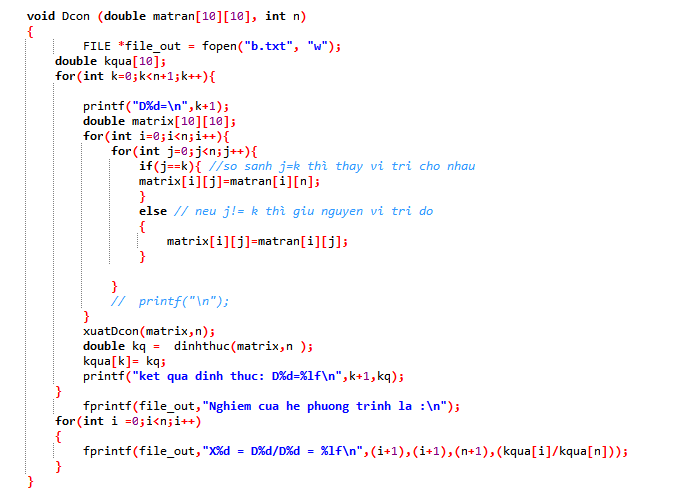 void Dcon (double matran[10][10], int n)
{
FILE *file_out = fopen("b.txt", "w");
double kqua[10];
for(int k=0;k<n+1;k++){
printf("D%d=\n",k+1);
double matrix[10][10];
for(int i=0;i<n;i++){
for(int j=0;j<n;j++){
if(j==k){ //so sanh j=k thì thay vi tri cho nhau
matrix[i][j]=matran[i][n];
}
else // neu j!= k thì giu nguyen vi tri do
{
matrix[i][j]=matran[i][j];
}
}
// printf("\n");
}
xuatDcon(matrix,n);
double kq = dinhthuc(matrix,n );
kqua[k]= kq;
printf("ket qua dinh thuc: D%d=%lf\n",k+1,kq);
}
fprintf(file_out,"Nghiem cua he phuong trinh la :\n");
for(int i =0;i<n;i++)
{
fprintf(file_out,"X%d = D%d/D%d = %lf\n",(i+1),(i+1),(n+1),(kqua[i]/kqua[n]));
}
}